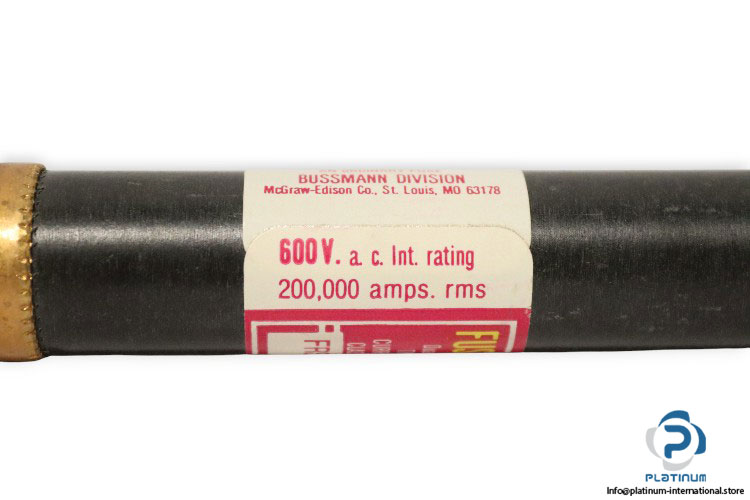 BUSSMANN DIVISION
McGraw-Edison Co., St. Louis, MO 63178
600V. a. c. Int. rating
200,000 amps. rms
PLATINUM
Info@platinum-international.store